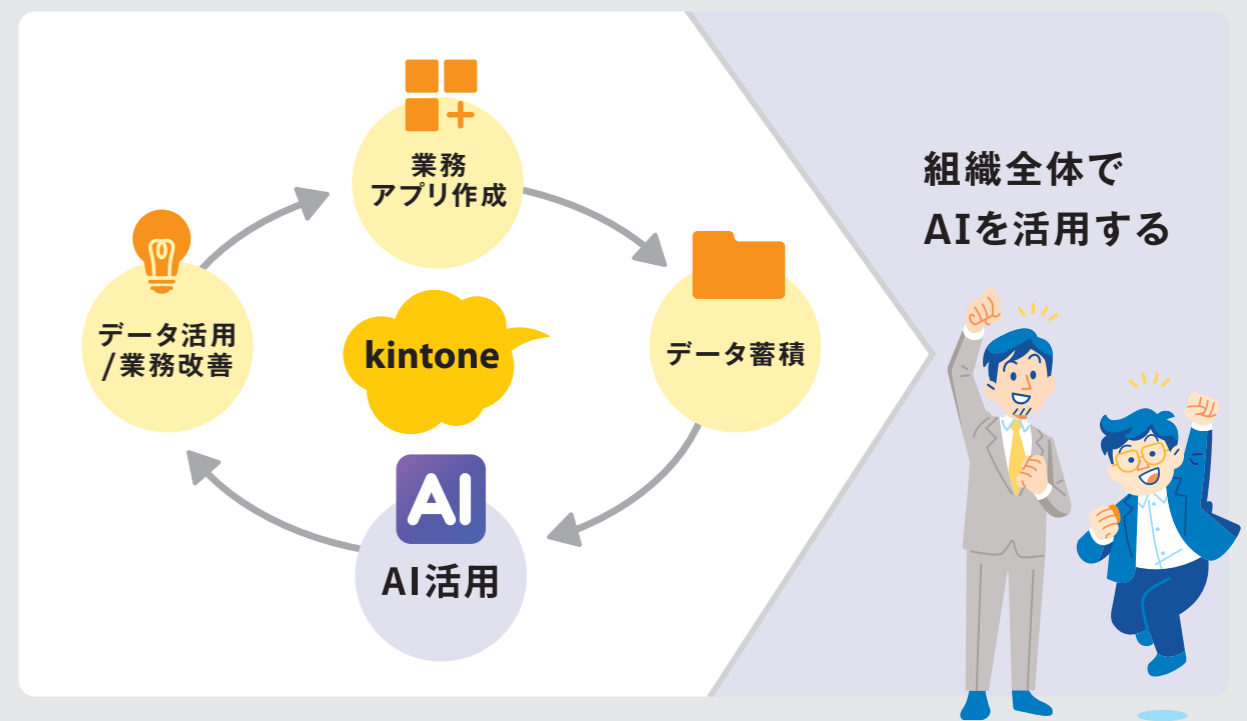 業務
アプリ作成
データ蓄積
AI
AI活用
データ活用
/業務改善
kintone
組織全体で
AIを活用する